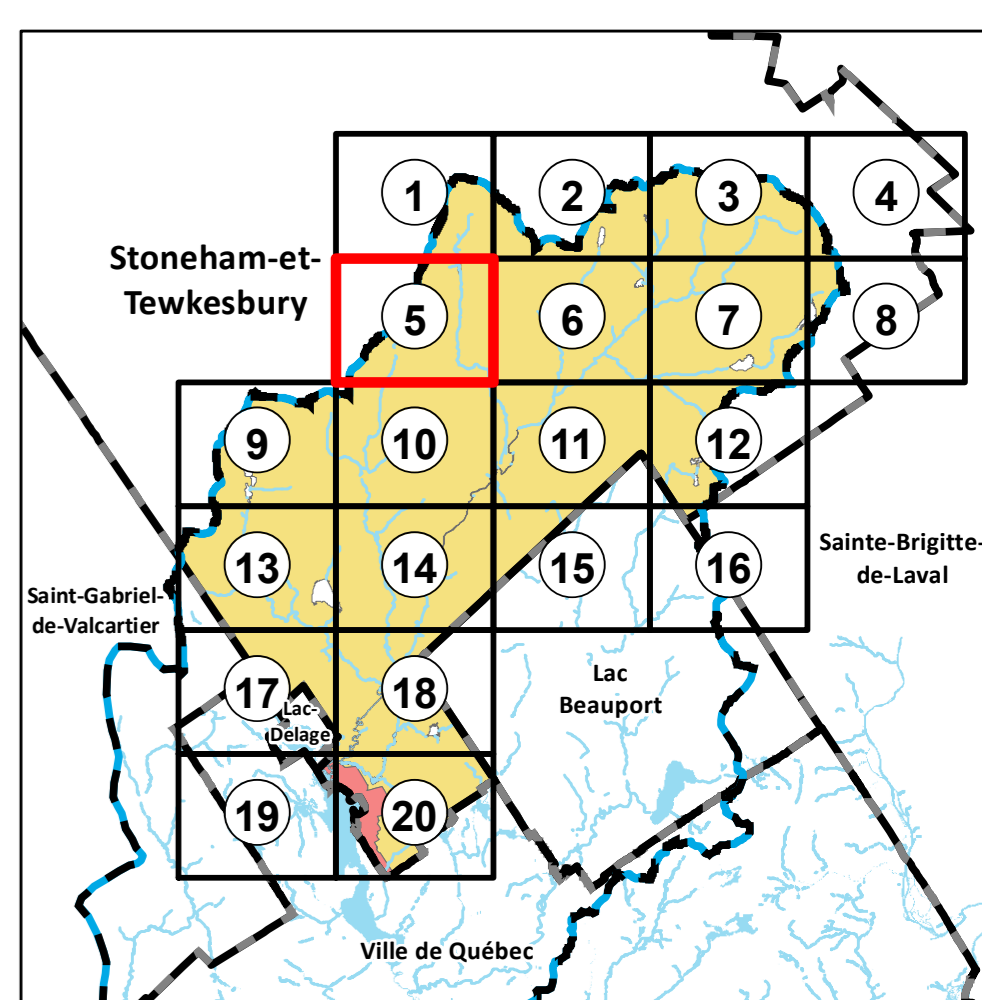 1
2
3
4
Stoneham-et-
Tewkesbury
5
6
7
8
9
10
11
12
13
14
15
16
Sainte-Brigitte-
de-Laval
Saint-Gabriel-
de-Valcartier
17
Lac-
Delage
18
Lac
Beauport
19
20
Ville de Québec